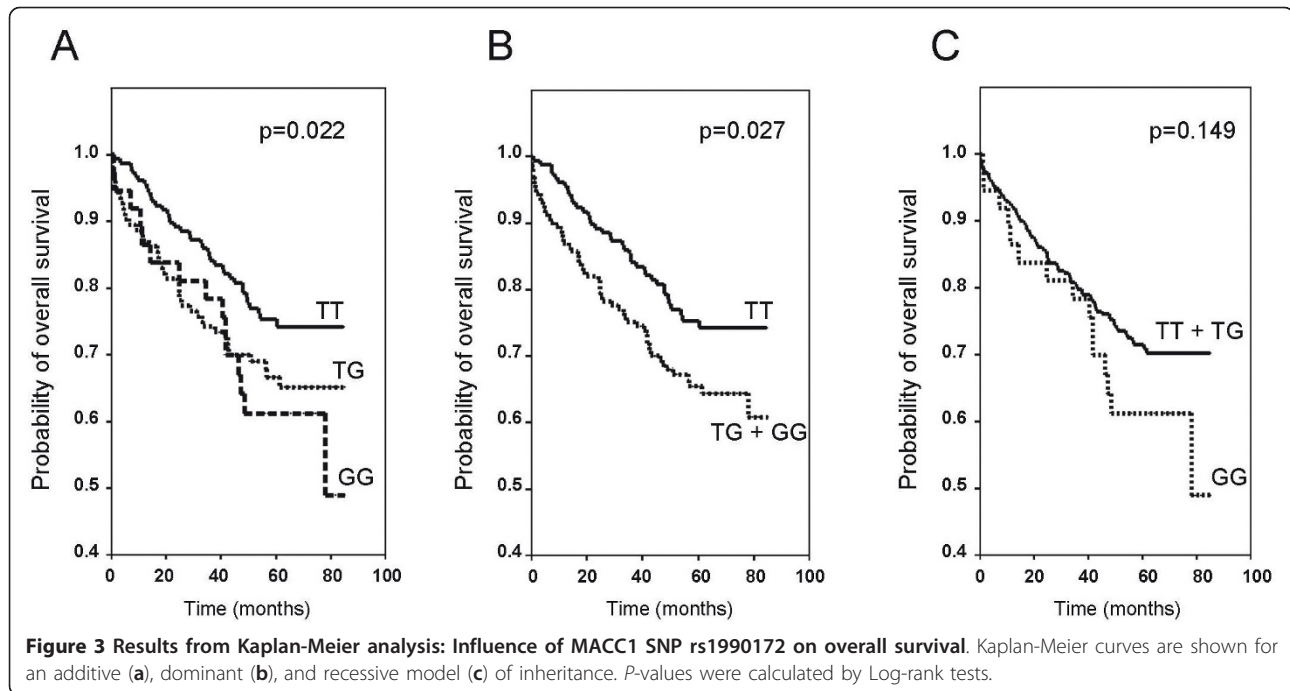 A
p=0.022
Probability of overall survival
1.0
0.9
0.8
0.7
0.6
0.5
0.4
TT
TG
GG
0 20 40 60 80 100
Time (months)
B
p=0.027
Probability of overall survival
1.0
0.9
0.8
0.7
0.6
0.5
0.4
TT
TG + GG
0 20 40 60 80 100
Time (months)
C
p=0.149
Probability of overall survival
1.0
0.9
0.8
0.7
0.6
0.5
0.4
TT + TG
GG
0 20 40 60 80 100
Time (months)
Figure 3 Results from Kaplan-Meier analysis: Influence of MACC1 SNP rs1990172 on overall survival. Kaplan-Meier curves are shown for
an additive (a), dominant (b), and recessive model (c) of inheritance. P-values were calculated by Log-rank tests.